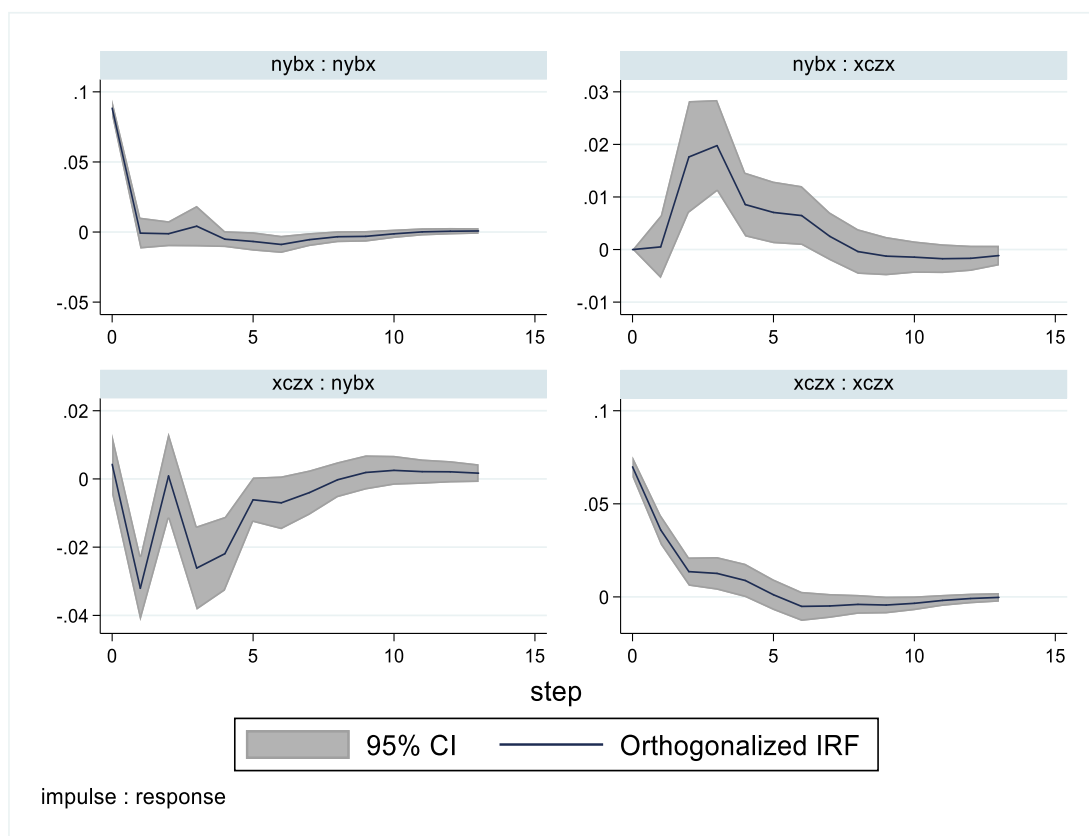 nybx : nybx
.1
.05
0
-.05
0 5 10 15
nybx : xczx
.03
.02
.01
0
-.01
0 5 10 15
xczx : nybx
.02
0
-.02
-.04
0 5 10 15
xczx : xczx
.1
.05
0
0 5 10 15
step
95% CI Orthogonalized IRF
impulse : response